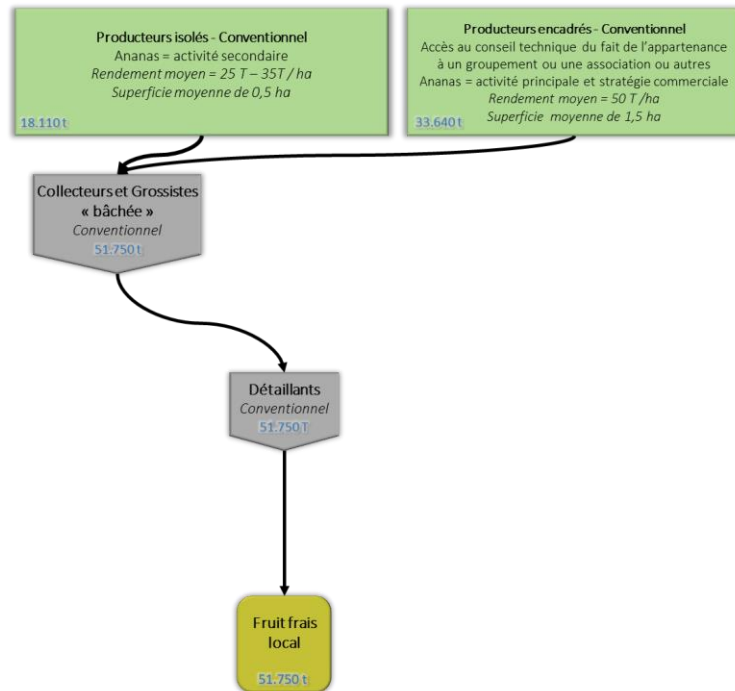 Producteurs isolés - Conventionnel
Ananas = activité secondaire
Rendement moyen = 25 T – 35T / ha
Superficie moyenne de 0,5 ha
18.110 t
Producteurs encadrés - Conventionnel
Accès au conseil technique du fait de l'appartenance
à un groupement ou une association ou autres
Ananas = activité principale et stratégie commerciale
Rendement moyen = 50 T /ha
Superficie moyenne de 1,5 ha
33.640 t
Collecteurs et Grossistes
« bâchée »
Conventionnel
51.750 t
Détaillants
Conventionnel
51.750 T
Fruit frais
local
51.750 t